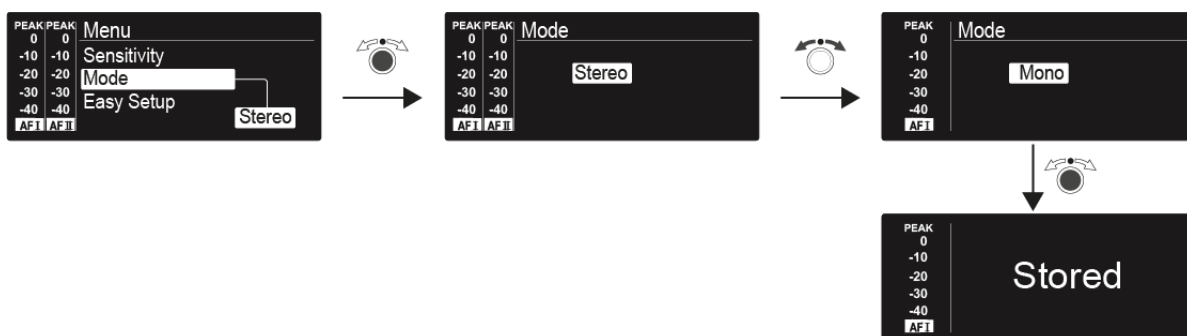 PEAK PEAK Menu
0 0
-10 -10 Sensitivity
-20 -20 Mode
-30 -30 Easy Setup
-40 -40 Stereo
AF I AF II
PEAK PEAK Mode
0 0
-10 -10
-20 -20 Stereo
-30 -30
-40 -40
AF I AF II
PEAK Mode
0
-10
-20 Mono
-30
-40
AF I
PEAK
0
-10
-20 Stored
-30
-40
AF I